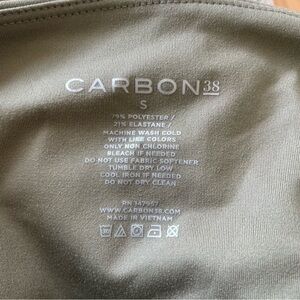 CARBON38
S
79% POLYESTER /
21% ELASTANE /
MACHINE WASH COLD
WITH LIKE COLORS
ONLY NON CHLORINE
BLEACH IF NEEDED
DO NOT USE FABRIC SOFTENER
TUMBLE DRY LOW
COOL IRON IF NEEDED
DO NOT DRY CLEAN
RN 147957
WWW.CARBON38.COM
MADE IN VIETNAM